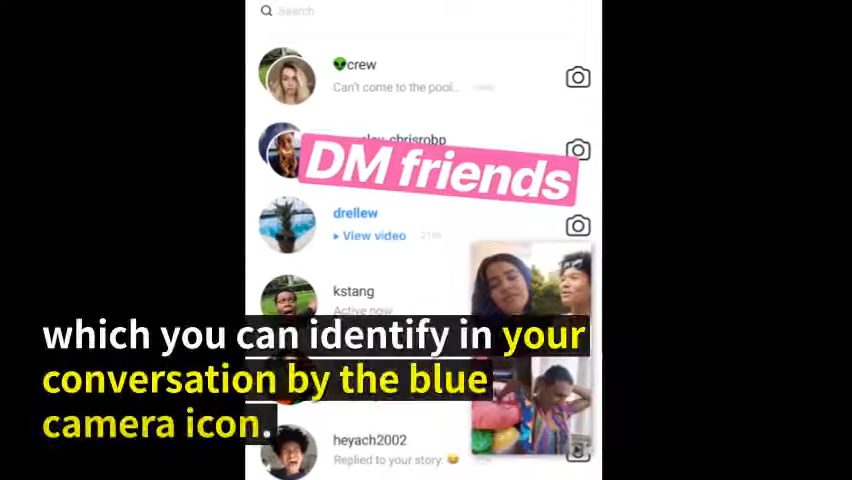 Search
👽crew
Can't come to the pool...
DM friends
drellew
▸ View video 21m
kstang
Active now
which you can identify in your
conversation by the blue
camera icon.
heyach2002
Replied to your story: 😂